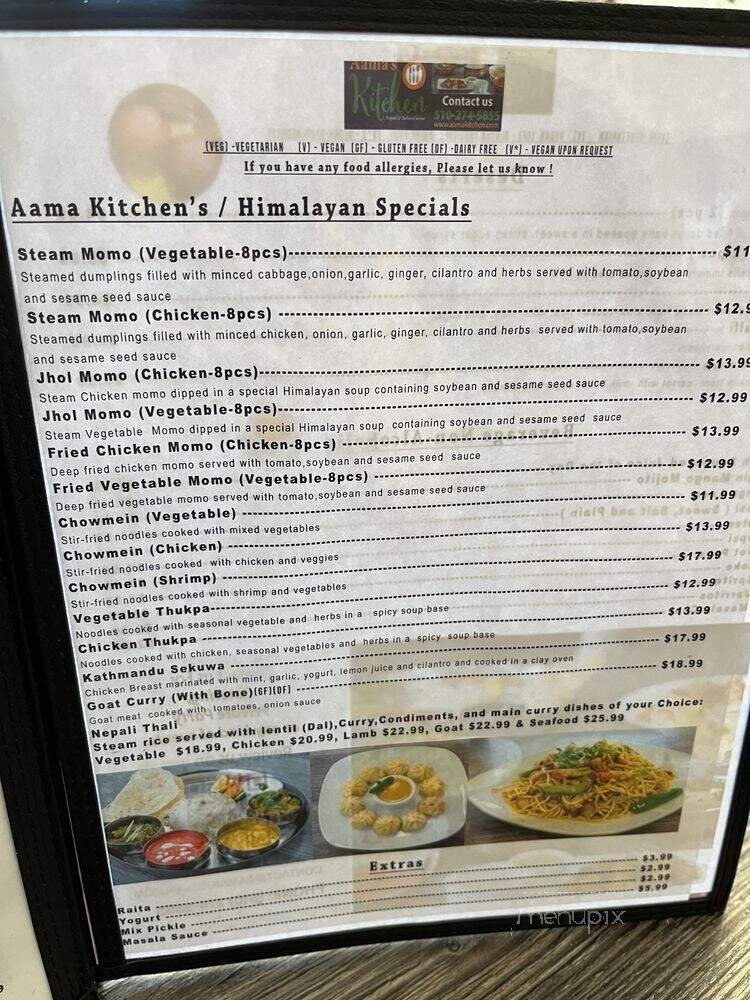 Aama's
Kitchen
Contact us
510-274-5855
www.aamakitchen.com
(VEG) -VEGETARIAN (V) - VEGAN (GF) - GLUTEN FREE (DF) -DAIRY FREE (V*) - VEGAN UPON REQUEST
If you have any food allergies, Please let us know !
Aama Kitchen's / Himalayan Specials
Steam Momo (Vegetable-8pcs) $11
Steamed dumplings filled with minced cabbage,onion,garlic, ginger, cilantro and herbs served with tomato,soybean
and sesame seed sauce
Steam Momo (Chicken-8pcs) $12.9
Steamed dumplings filled with minced chicken, onion, garlic, ginger, cilantro and herbs served with tomato,soybean
and sesame seed sauce
Jhol Momo (Chicken-8pcs) $13.99
Steam Chicken momo dipped in a special Himalayan soup containing soybean and sesame seed sauce
Jhol Momo (Vegetable-8pcs) $12.99
Steam Vegetable Momo dipped in a special Himalayan soup containing soybean and sesame seed sauce
Fried Chicken Momo (Chicken-8pcs) $13.99
Deep fried chicken momo served with tomato,soybean and sesame seed sauce
Fried Vegetable Momo (Vegetable-8pcs) $12.99
Deep fried vegetable momo served with tomato,soybean and sesame seed sauce
Chowmein (Vegetable) $11.99
Stir-fried noodles cooked with mixed vegetables
Chowmein (Chicken) $13.99
Stir-fried noodles cooked with chicken and veggies
Chowmein (Shrimp) $17.99
Stir-fried noodles cooked with shrimp and vegetables
Vegetable Thukpa $12.99
Noodles cooked with seasonal vegetable and herbs in a spicy soup base
Chicken Thukpa $13.99
Noodles cooked with chicken, seasonal vegetables and herbs in a spicy soup base
Kathmandu Sekuwa $17.99
Chicken Breast marinated with mint, garlic, yogurt, lemon juice and cilantro and cooked in a clay oven
Goat Curry (With Bone)(GF)(DF) $18.99
Goat meat cooked with tomatoes, onion sauce
Nepali Thali
Steam rice served with lentil (Dal),Curry,Condiments, and main curry dishes of your Choice:
Vegetable $18.99, Chicken $20.99, Lamb $22.99, Goat $22.99 & Seafood $25.99
Extras
Raita $3.99
Yogurt $2.99
Mix Pickle $2.99
Masala Sauce $5.99
menupix